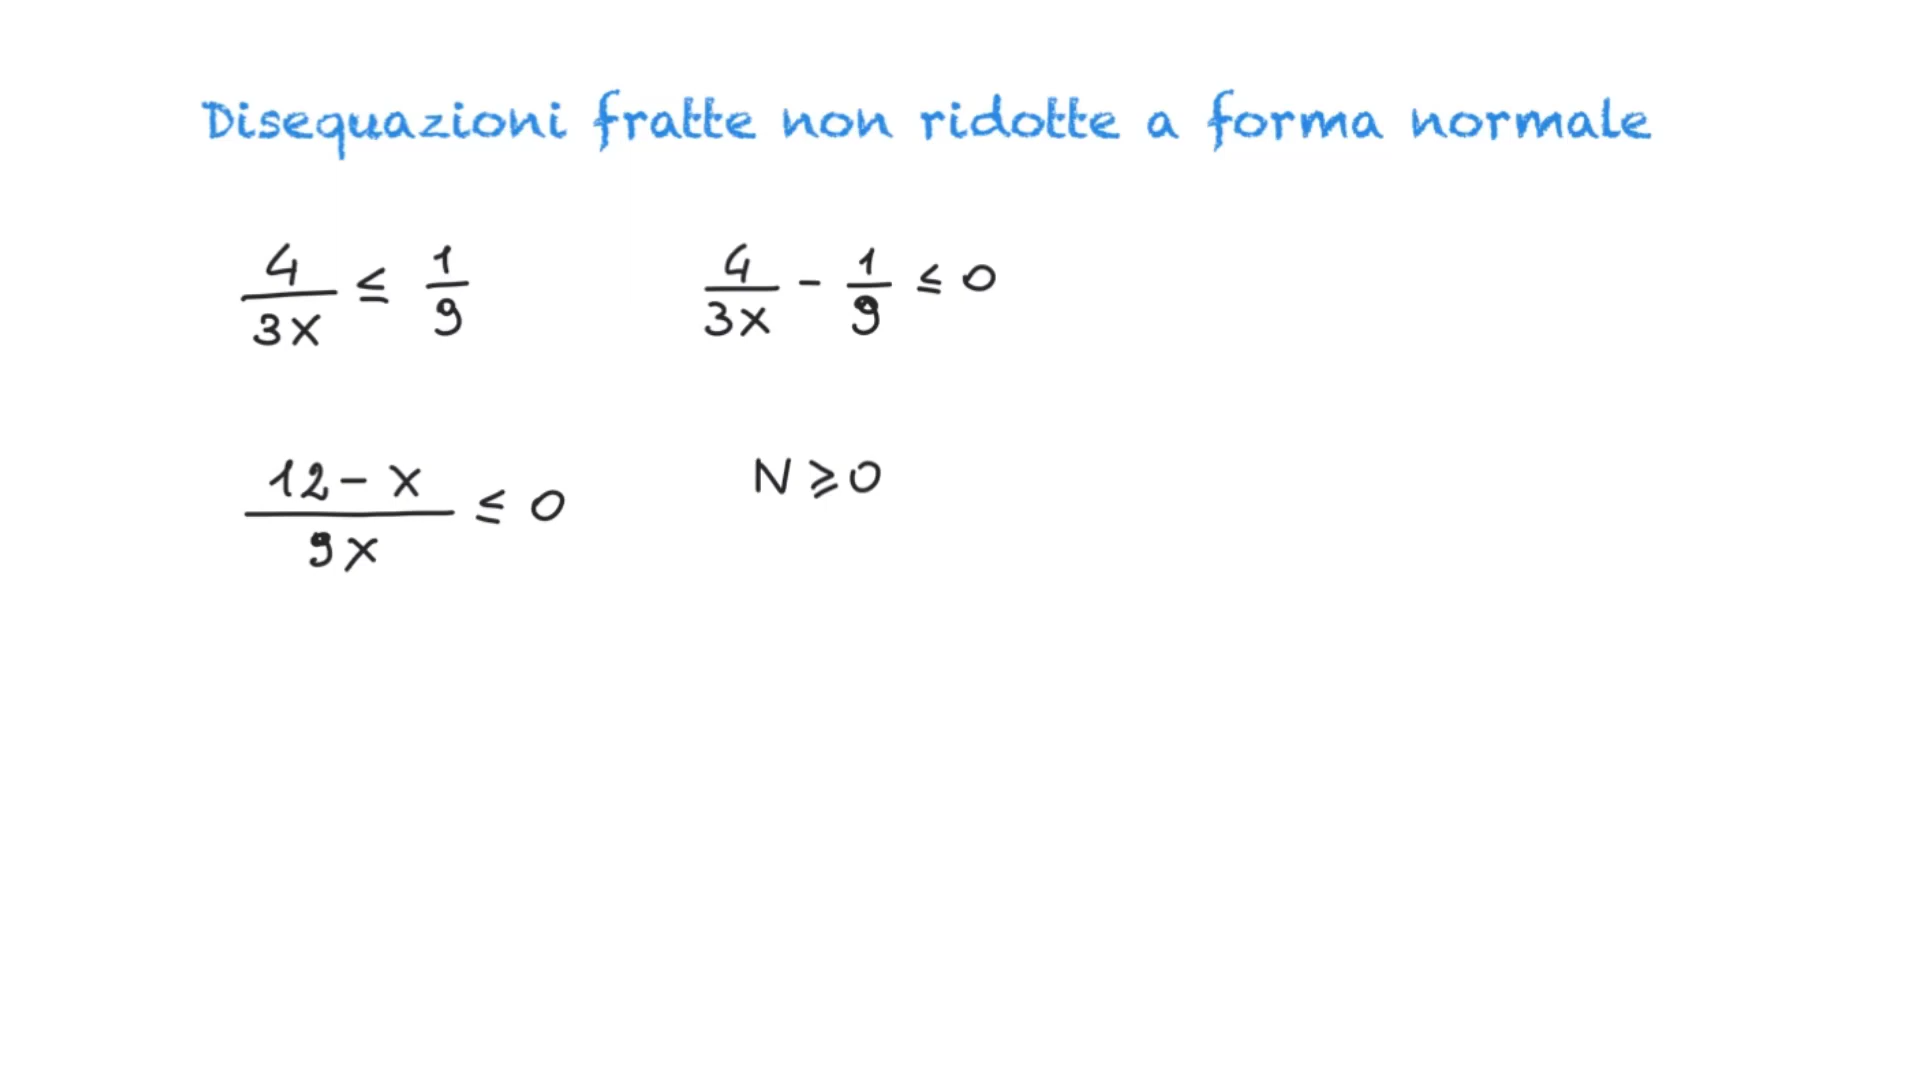 Disequazioni fratte non ridotte a forma normale
4/3x ≤ 1/9    4/3x - 1/9 ≤ 0
12 - x / 9x ≤ 0    N ⩾ 0